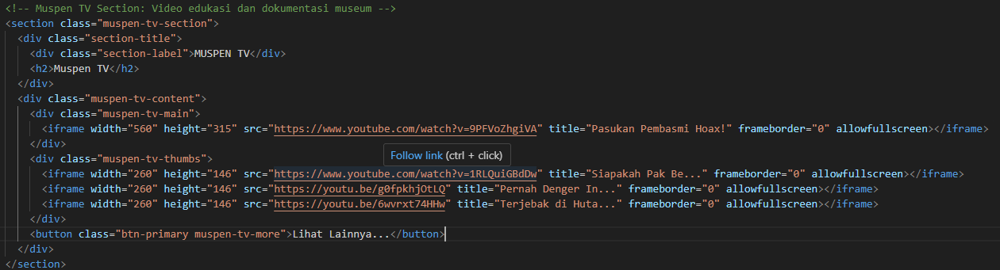 <!-- Muspen TV Section: Video edukasi dan dokumentasi museum -->
<section class="muspen-tv-section">
<div class="section-title">
<div class="section-label">MUSPEN TV</div>
<h2>Muspen TV</h2>
</div>
<div class="muspen-tv-content">
<div class="muspen-tv-main">
<iframe width="560" height="315" src="https://www.youtube.com/watch?v=9PFVoZhgiVA" title="Pasukan Pembasmi Hoax!" frameborder="0" allowfullscreen></iframe>
</div>
Follow link (ctrl + click)
<div class="muspen-tv-thumbs">
<iframe width="260" height="146" src="https://www.youtube.com/watch?v=1RLQuiGBdDw" title="Siapakah Pak Be..." frameborder="0" allowfullscreen></iframe>
<iframe width="260" height="146" src="https://youtu.be/g0fpkhjOtLQ" title="Pernah Denger In..." frameborder="0" allowfullscreen></iframe>
<iframe width="260" height="146" src="https://youtu.be/6wvrxt74HHw" title="Terjebak di Huta..." frameborder="0" allowfullscreen></iframe>
</div>
<button class="btn-primary muspen-tv-more">Lihat Lainnya...</button>
</div>
</section>